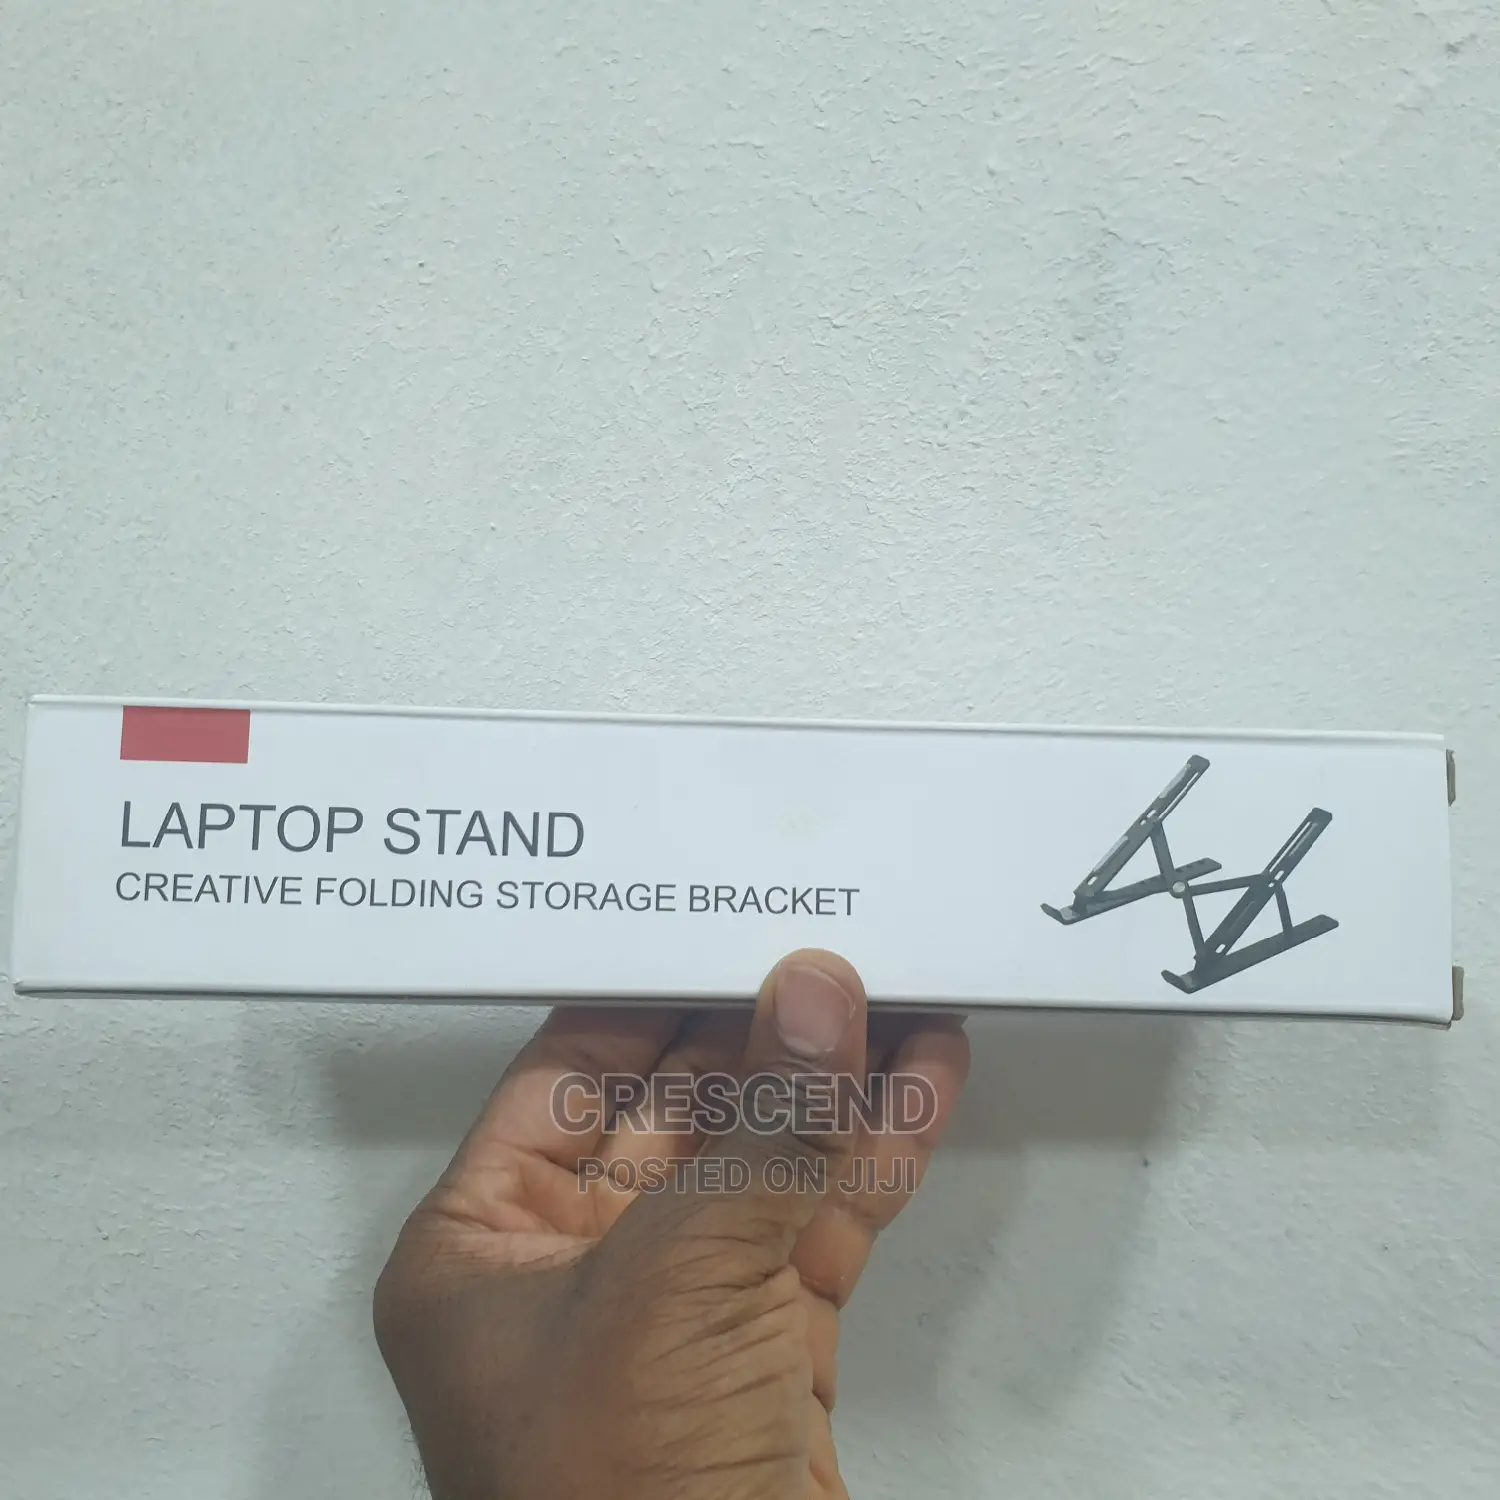 LAPTOP STAND
CREATIVE FOLDING STORAGE BRACKET
CRESCEND
POSTED ON JIJI